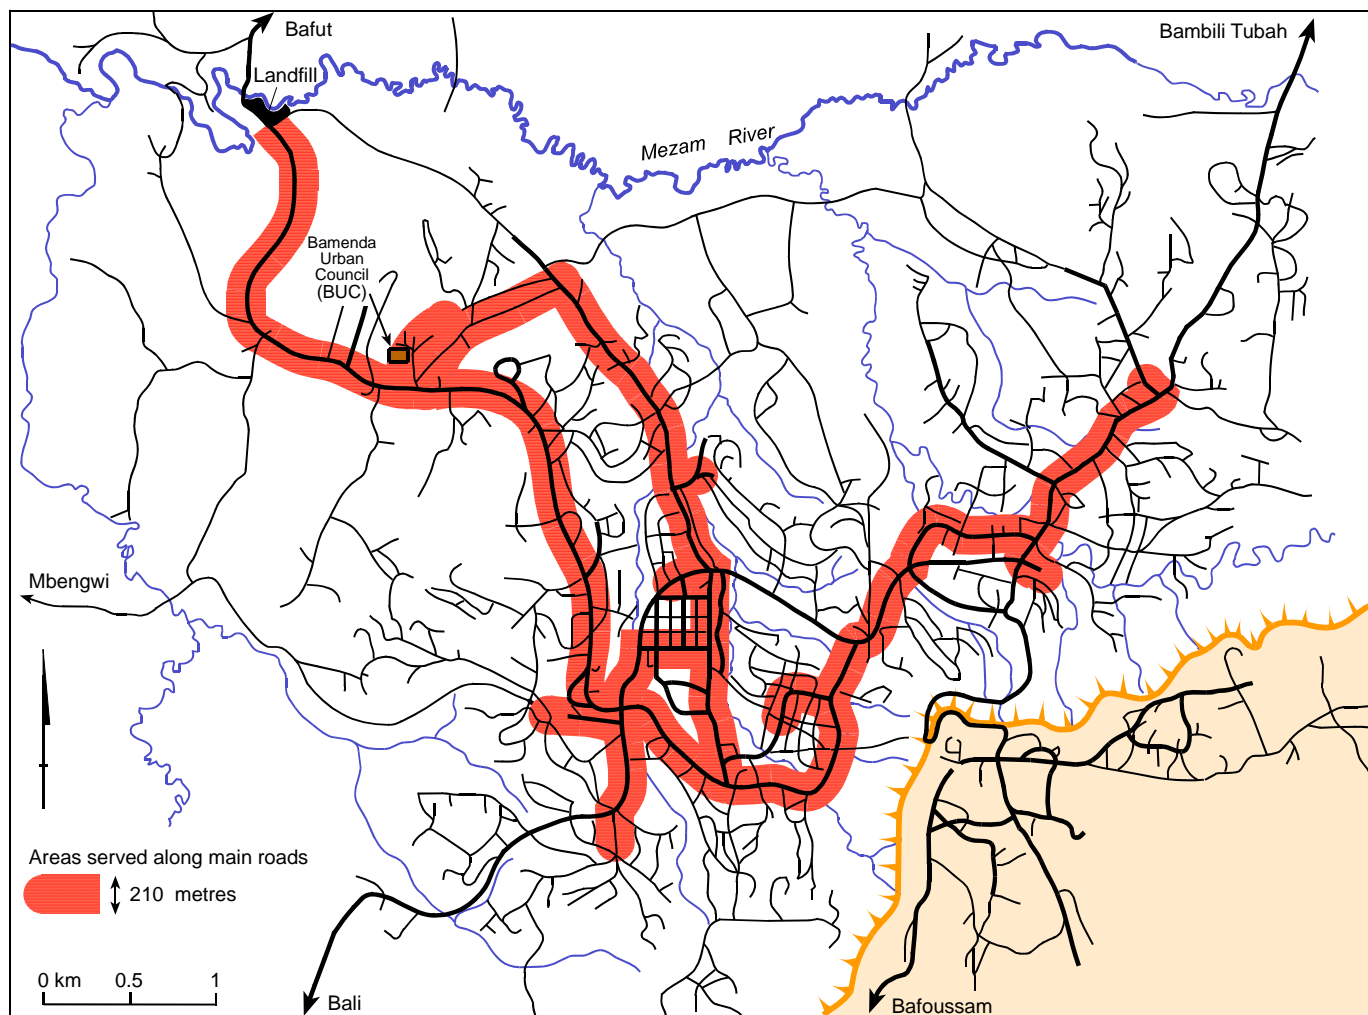 Bafut
Bambili Tubah
Landfill
Mezam River
Bamenda
Urban
Council
(BUC)
Mbengwi
Areas served along main roads
210 metres
0 km 0.5 1
Bali
Bafoussam